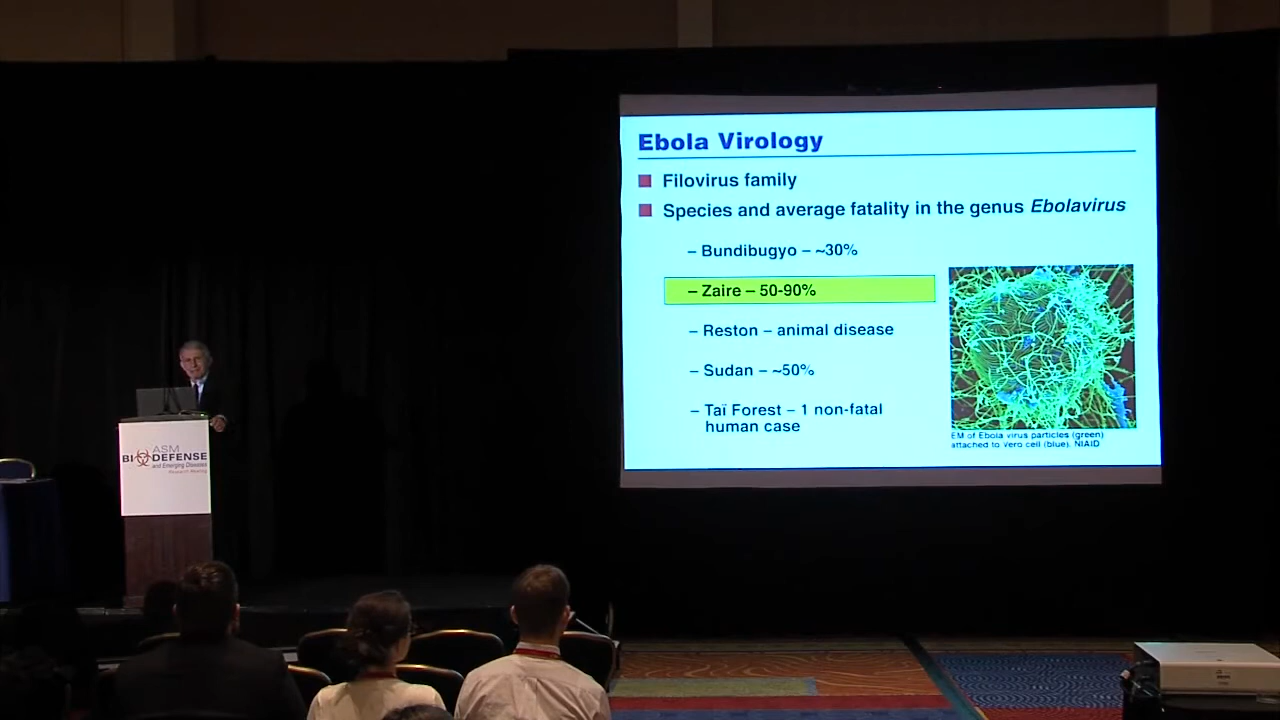 Ebola Virology
Filovirus family
Species and average fatality in the genus Ebolavirus
– Bundibugyo – ~30%
– Zaire – 50-90%
– Reston – animal disease
– Sudan – ~50%
– Taï Forest – 1 non-fatal
human case
EM of Ebola virus particles (green)
attached to vero cell (blue). NIAID
ASM
BIODEFENSE
and Emerging Diseases
Research Meeting